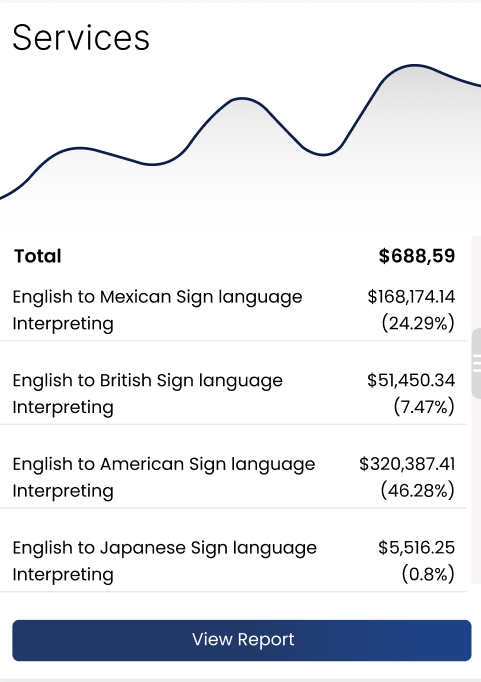 Services
Total $688,59
English to Mexican Sign language $168,174.14
Interpreting (24.29%)
English to British Sign language $51,450.34
Interpreting (7.47%)
English to American Sign language $320,387.41
Interpreting (46.28%)
English to Japanese Sign language $5,516.25
Interpreting (0.8%)
View Report